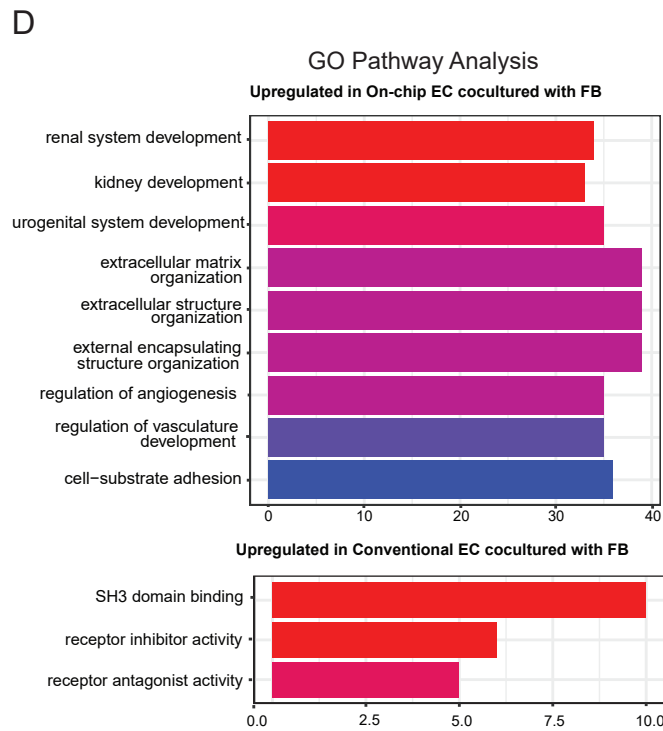 D
GO Pathway Analysis
Upregulated in On-chip EC cocultured with FB
renal system development
kidney development
urogenital system development
extracellular matrix
organization
extracellular structure
organization
external encapsulating
structure organization
regulation of angiogenesis
regulation of vasculature
development
cell−substrate adhesion
0 10 20 30 40
Upregulated in Conventional EC cocultured with FB
SH3 domain binding
receptor inhibitor activity
receptor antagonist activity
0.0 2.5 5.0 7.5 10.0